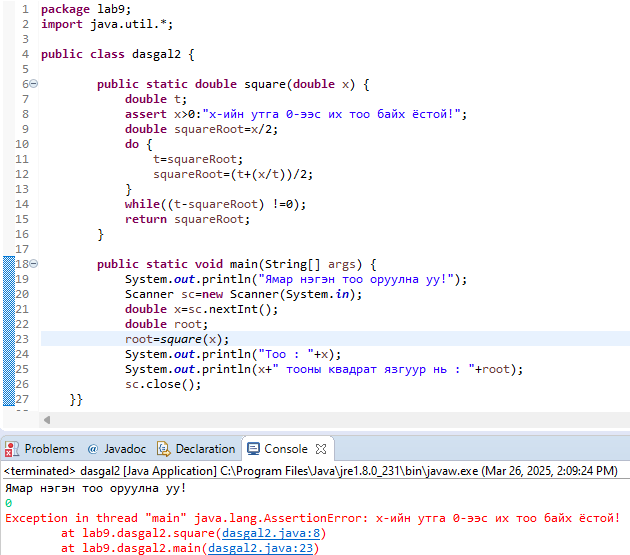 1 package lab9;
2 import java.util.*;
3
4 public class dasgal2 {
5
6 public static double square(double x) {
7 double t;
8 assert x>0:"x-ийн утга 0-ээс их тоо байх ёстой!";
9 double squareRoot=x/2;
10 do {
11 t=squareRoot;
12 squareRoot=(t+(x/t))/2;
13 }
14 while((t-squareRoot) !=0);
15 return squareRoot;
16 }
17
18 public static void main(String[] args) {
19 System.out.println("Ямар нэгэн тоо оруулна уу!");
20 Scanner sc=new Scanner(System.in);
21 double x=sc.nextInt();
22 double root;
23 root=square(x);
24 System.out.println("Тоо : "+x);
25 System.out.println(x+" тооны квадрат язгуур нь : "+root);
26 sc.close();
27 }}
Problems @ Javadoc Declaration Console
<terminated> dasgal2 [Java Application] C:\Program Files\Java\jre1.8.0_231\bin\javaw.exe (Mar 26, 2025, 2:09:24 PM)
Ямар нэгэн тоо оруулна уу!
0
Exception in thread "main" java.lang.AssertionError: x-ийн утга 0-ээс их тоо байх ёстой!
at lab9.dasgal2.square(dasgal2.java:8)
at lab9.dasgal2.main(dasgal2.java:23)